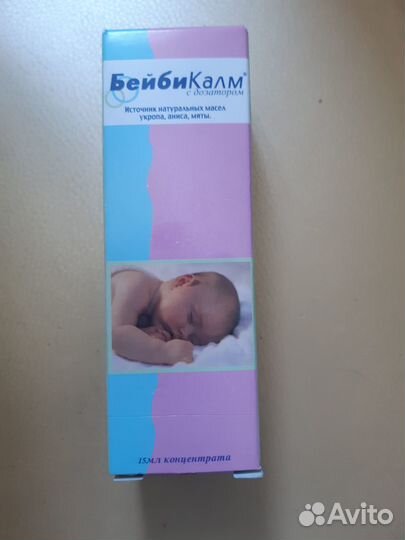 БейбиКалм®
с дозатором
Источник натуральных масел
укропа, аниса, мяты.
15мл концентрата
Avito